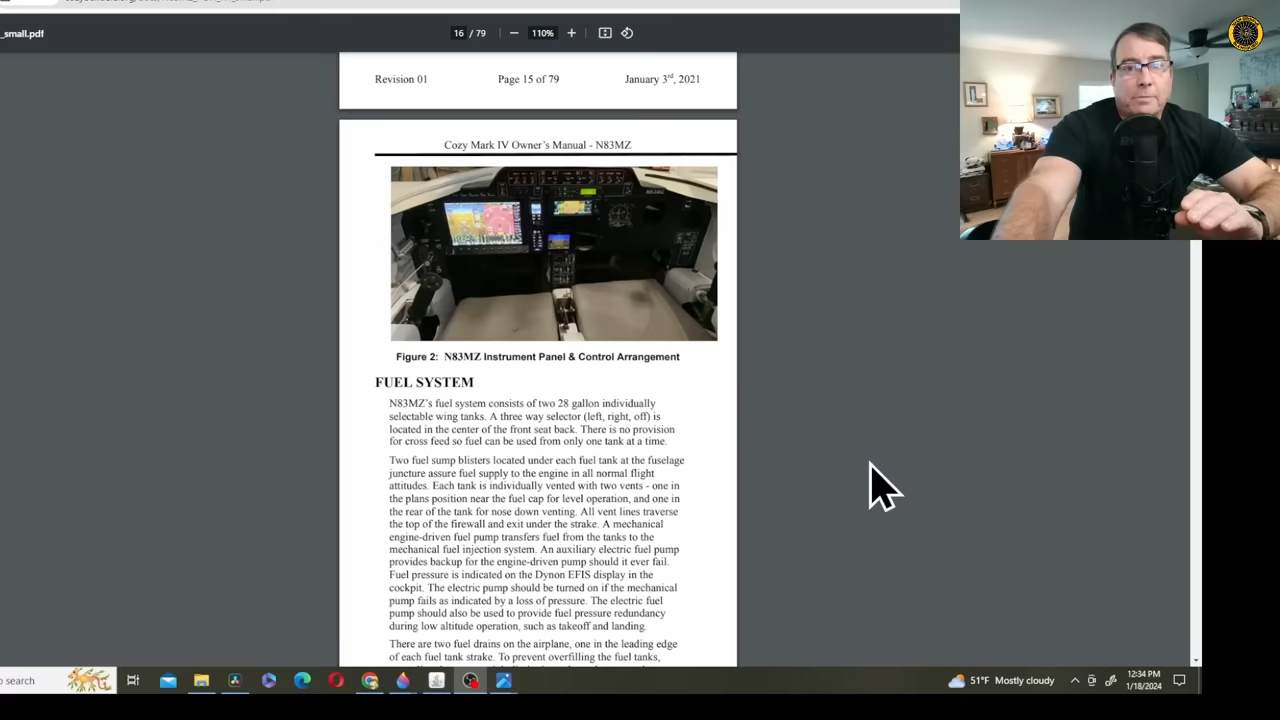 _small.pdf
16 / 79
110%
Revision 01 Page 15 of 79 January 3rd, 2021
Cozy Mark IV Owner's Manual - N83MZ
Figure 2: N83MZ Instrument Panel & Control Arrangement
FUEL SYSTEM
N83MZ's fuel system consists of two 28 gallon individually
selectable wing tanks. A three way selector (left, right, off) is
located in the center of the front seat back. There is no provision
for cross feed so fuel can be used from only one tank at a time.
Two fuel sump blisters located under each fuel tank at the fuselage
juncture assure fuel supply to the engine in all normal flight
attitudes. Each tank is individually vented with two vents - one in
the plans position near the fuel cap for level operation, and one in
the rear of the tank for nose down venting. All vent lines traverse
the top of the firewall and exit under the strake. A mechanical
engine-driven fuel pump transfers fuel from the tanks to the
mechanical fuel injection system. An auxiliary electric fuel pump
provides backup for the engine-driven pump should it ever fail.
Fuel pressure is indicated on the Dynon EFIS display in the
cockpit. The electric pump should be turned on if the mechanical
pump fails as indicated by a loss of pressure. The electric fuel
pump should also be used to provide fuel pressure redundancy
during low altitude operation, such as takeoff and landing.
There are two fuel drains on the airplane, one in the leading edge
of each fuel tank strake. To prevent overfilling the fuel tanks,
o search
51°F Mostly cloudy
12:34 PM
1/18/2024